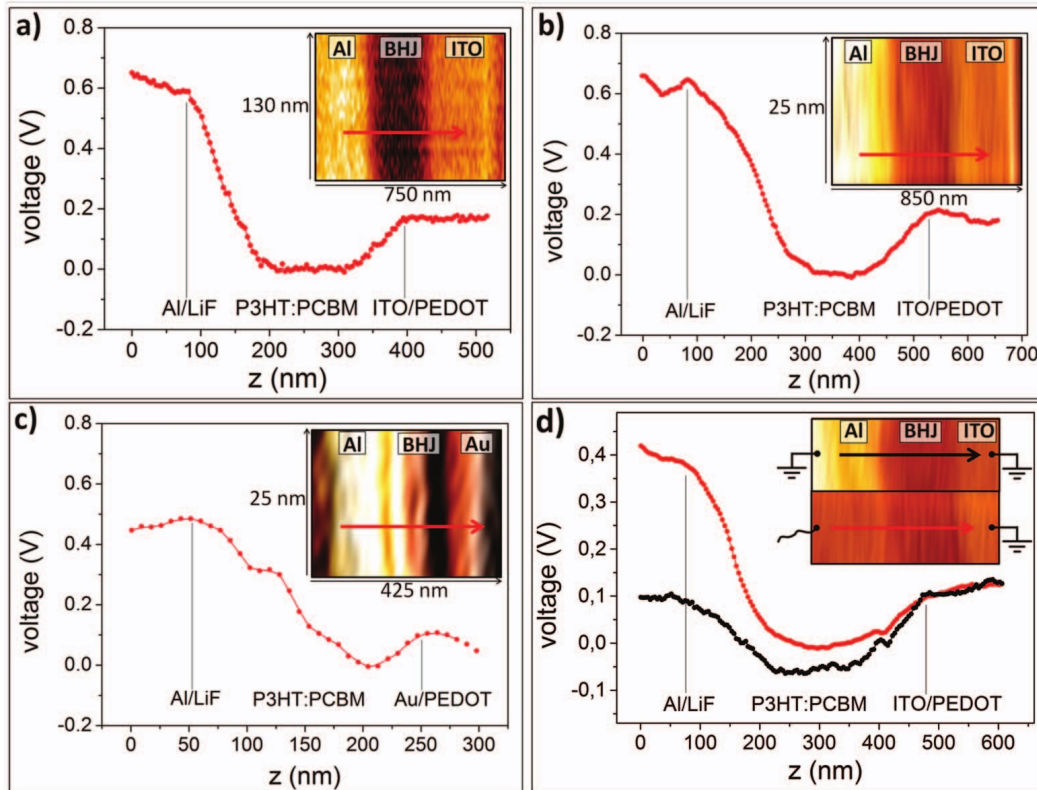 a)
0.8
0.6
0.4
0.2
0.0
-0.2
voltage (V)
Al BHJ ITO
130 nm
750 nm
Al/LiF P3HT:PCBM ITO/PEDOT
0 100 200 300 400 500
z (nm)
b)
0.8
0.6
0.4
0.2
0.0
-0.2
voltage (V)
Al BHJ ITO
25 nm
850 nm
Al/LiF P3HT:PCBM ITO/PEDOT
0 100 200 300 400 500 600 700
z (nm)
c)
0.8
0.6
0.4
0.2
0.0
-0.2
voltage (V)
Al BHJ Au
25 nm
425 nm
Al/LiF P3HT:PCBM Au/PEDOT
0 50 100 150 200 250 300
z (nm)
d)
0,4
0,3
0,2
0,1
0,0
-0,1
voltage (V)
Al BHJ ITO
Al/LiF P3HT:PCBM ITO/PEDOT
0 100 200 300 400 500 600
z (nm)